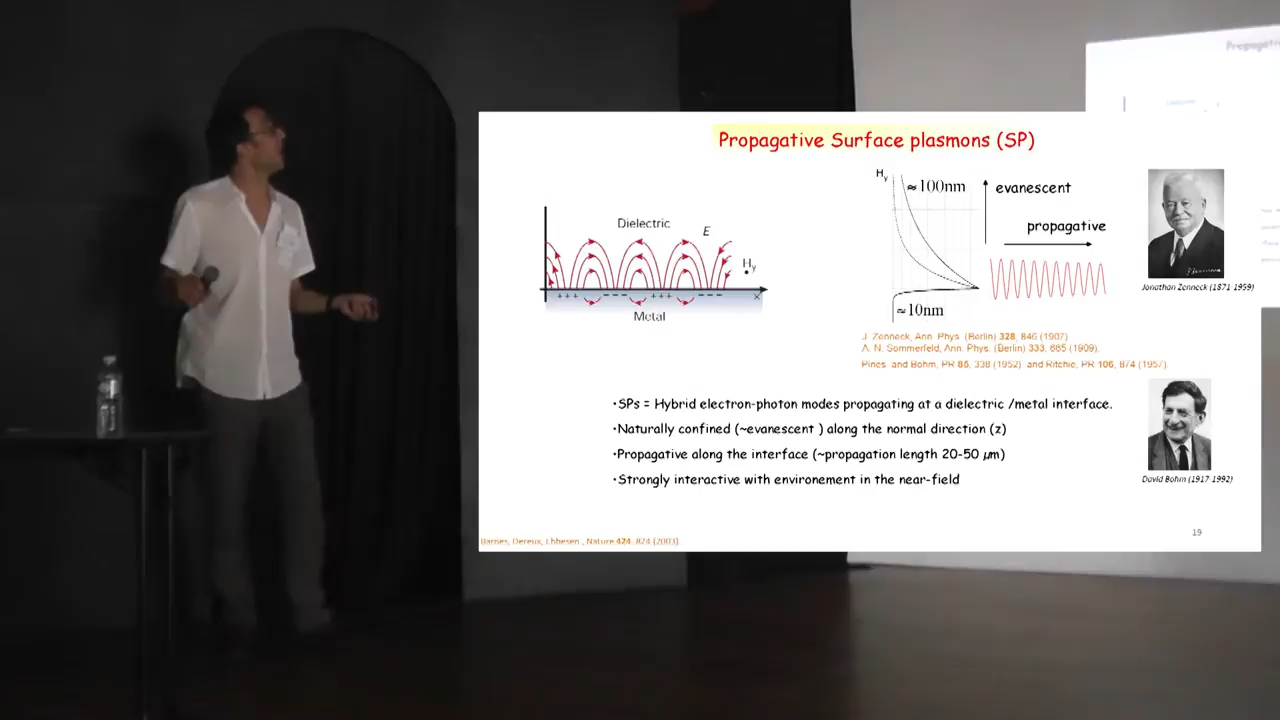 Propagative Surface plasmons (SP)
Dielectric
E
Hy
+ + +
- - - -
+ + +
- - - -
x
Metal
Hy
≈100nm
evanescent
propagative
≈10nm
Jonathan Zenneck (1871-1959)
J. Zenneck, Ann. Phys. (Berlin) 328, 846 (1907)
A. N. Sommerfeld, Ann. Phys. (Berlin) 333, 665 (1909).
Pines and Bohm, PR 85, 338 (1952) and Ritchie, PR 106, 874 (1957).
•SPs = Hybrid electron-photon modes propagating at a dielectric /metal interface.
•Naturally confined (~evanescent ) along the normal direction (z)
•Propagative along the interface (~propagation length 20-50 µm)
•Strongly interactive with environement in the near-field
David Bohm (1917-1992)
19
Barnes, Dereux, Ebbesen , Nature 424, 824 (2003).